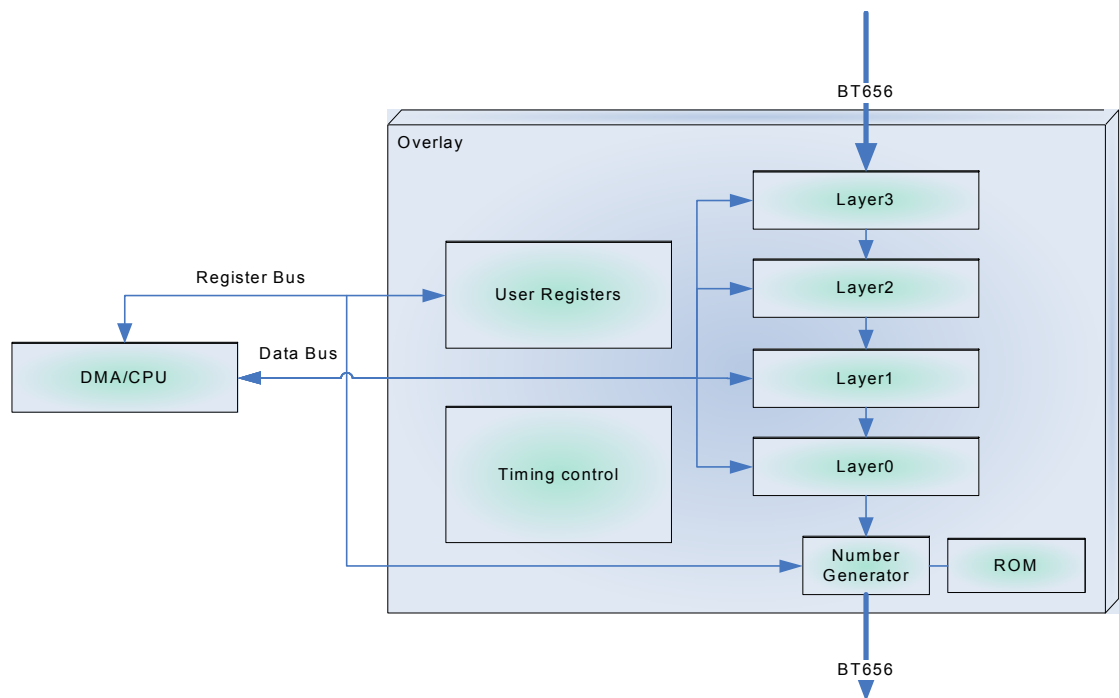 BT656
Overlay
Layer3
Register Bus
User Registers
Layer2
Data Bus
DMA/CPU
Layer1
Timing control
Layer0
Number
Generator
ROM
BT656